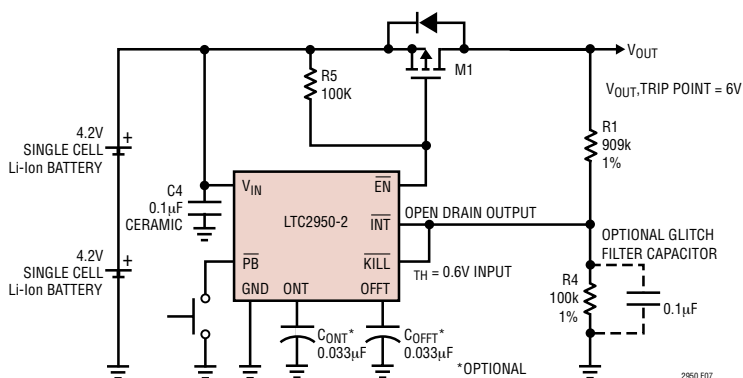 VOUT
M1
R5
100K
VOUT,TRIP POINT = 6V
R1
909k
1%
4.2V
SINGLE CELL
Li-Ion BATTERY
+
VIN
EN
C4
0.1µF
CERAMIC
LTC2950-2
INT
OPEN DRAIN OUTPUT
OPTIONAL GLITCH
FILTER CAPACITOR
4.2V
SINGLE CELL
Li-Ion BATTERY
+
PB
KILL
TH = 0.6V INPUT
GND
ONT
OFFT
R4
100k
1%
0.1µF
CONT*
0.033µF
COFFT*
0.033µF
*OPTIONAL
2950 F07